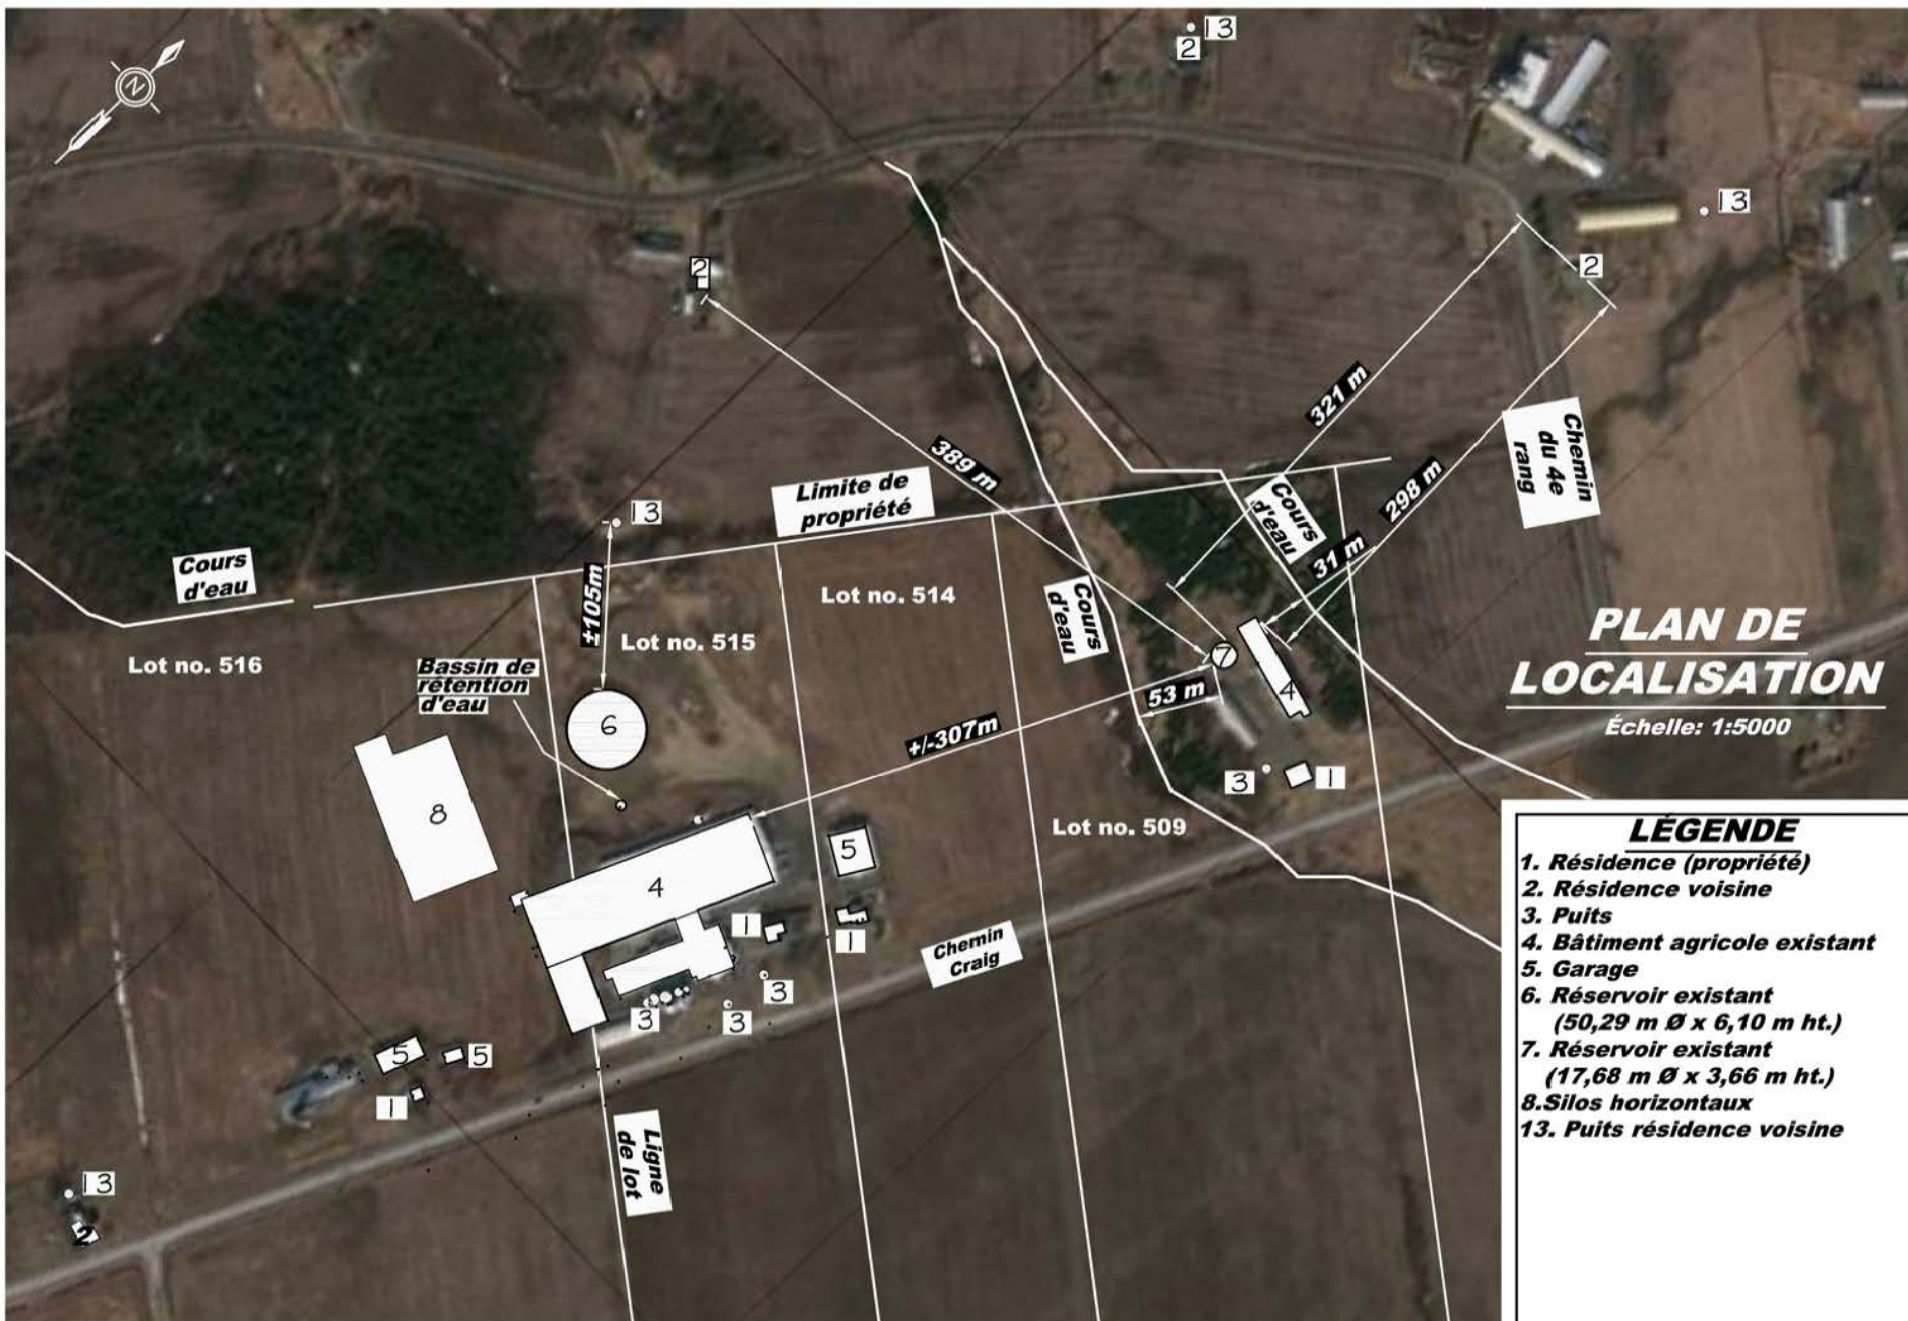 N
13
2
13
2
2
321 m
Chemin
du 4e
rang
389 m
298 m
Limite de
propriété
Cours
d'eau
31 m
13
Cours
d'eau
±105m
Lot no. 514
Cours
d'eau
Lot no. 515
Lot no. 516
Bassin de
rétention
d'eau
6
7
4
53 m
+/-307m
3
1
8
Lot no. 509
5
4
1
1
Chemin
Craig
3
3
3
5
5
1
Ligne
de lot
13
2
PLAN DE
LOCALISATION
Échelle: 1:5000
LÉGENDE
1. Résidence (propriété)
2. Résidence voisine
3. Puits
4. Bâtiment agricole existant
5. Garage
6. Réservoir existant
(50,29 m Ø x 6,10 m ht.)
7. Réservoir existant
(17,68 m Ø x 3,66 m ht.)
8.Silos horizontaux
13. Puits résidence voisine